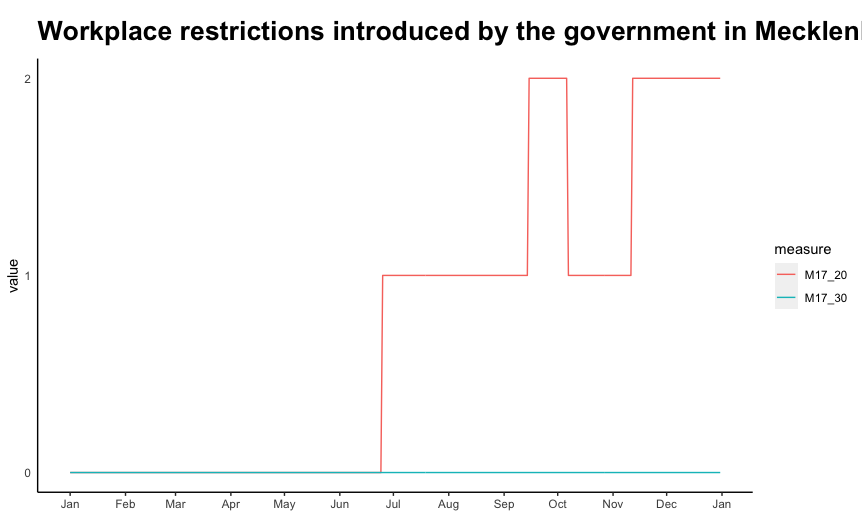 Workplace restrictions introduced by the government in
2
1
0
value
Jan Feb Mar Apr May Jun Jul Aug Sep Oct Nov Dec Jan
measure
M17_20
M17_30